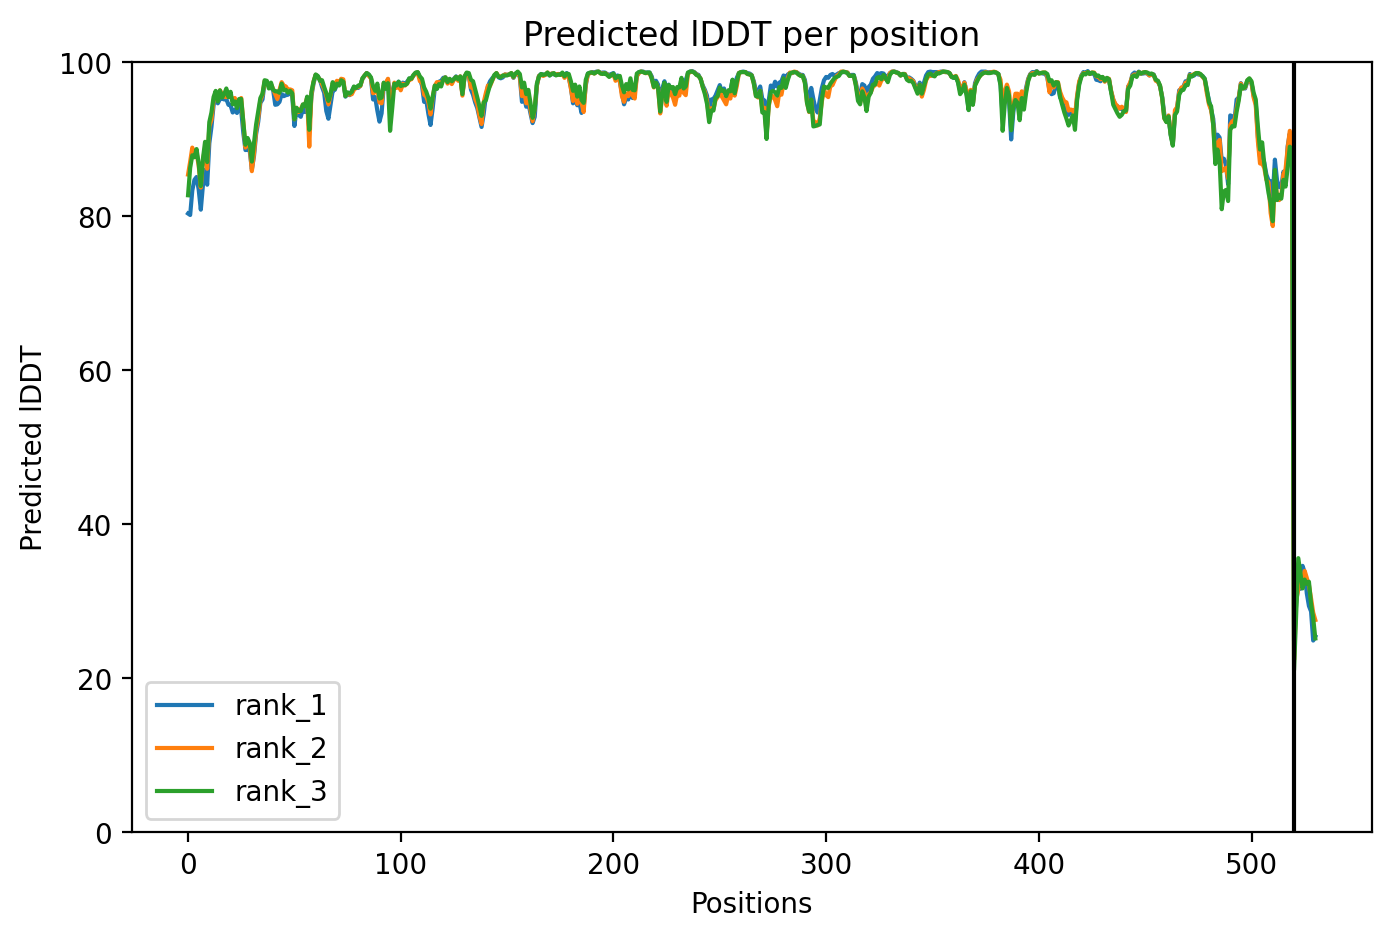 Predicted lDDT per position
100
80
60
40
20
0
Predicted lDDT
rank_1
rank_2
rank_3
0 100 200 300 400 500
Positions